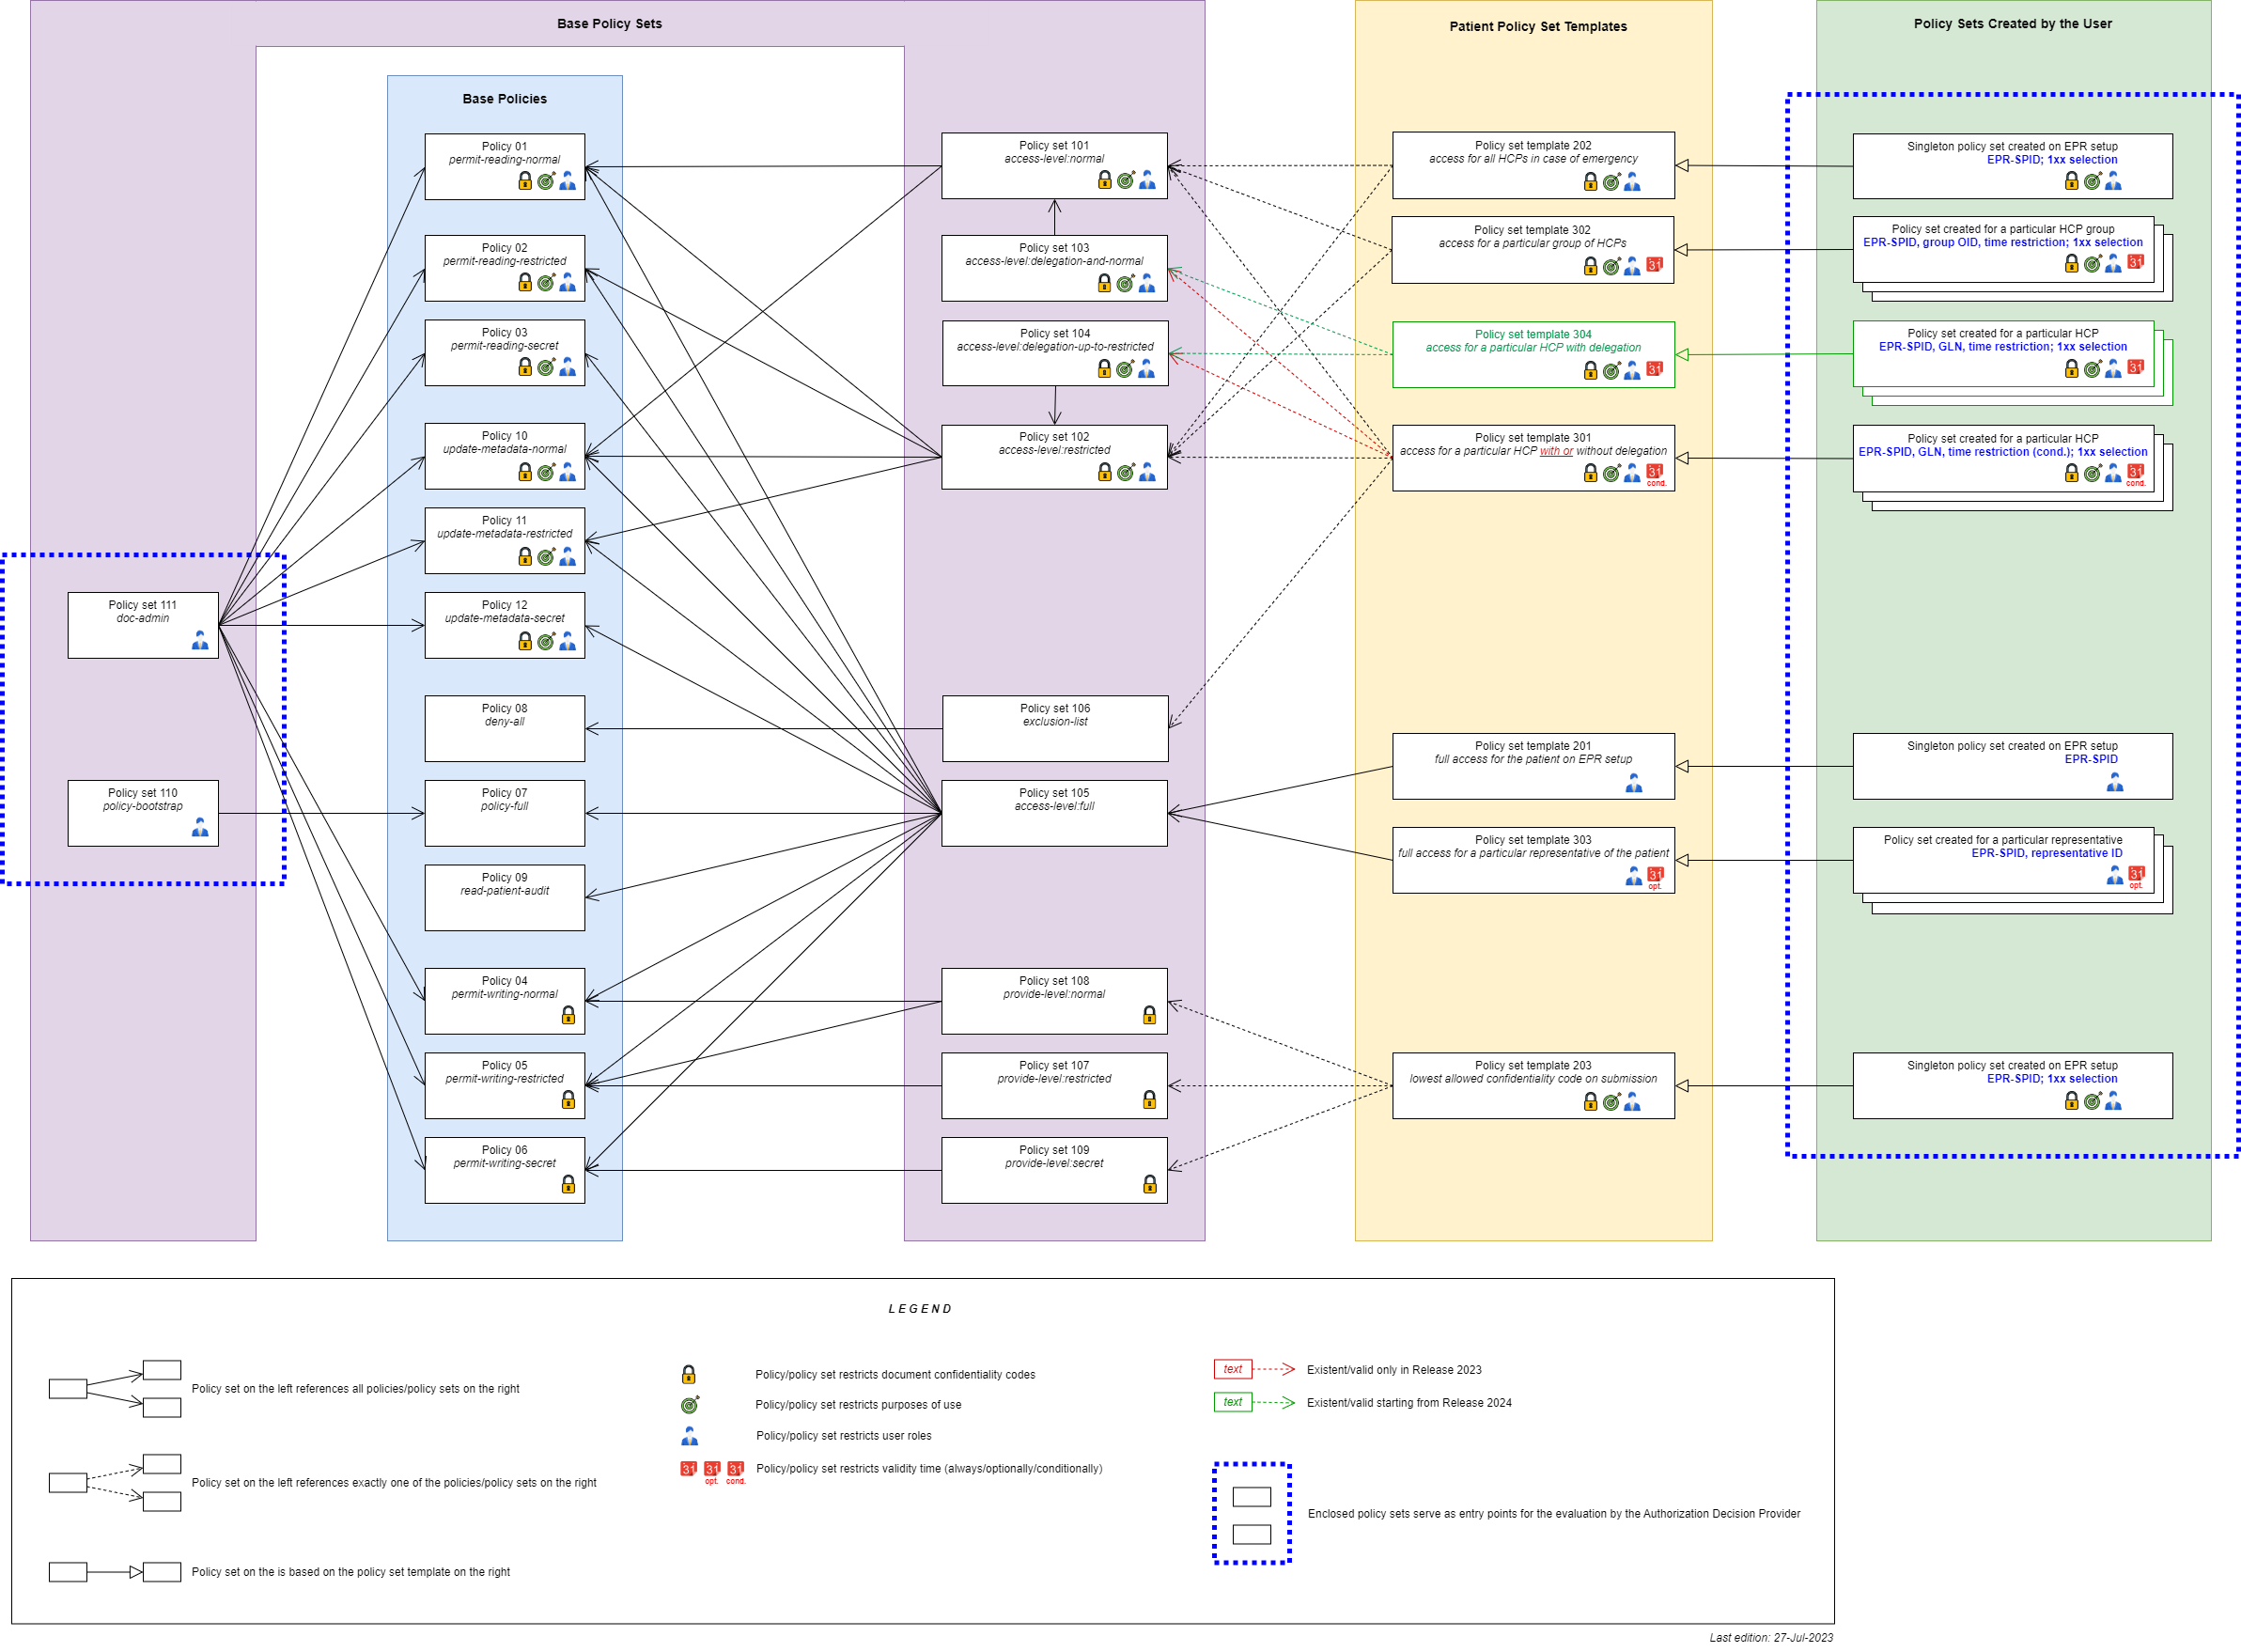 Base Policy Sets
Patient Policy Set Templates
Policy Sets Created by the User
Base Policies
Policy 01
permit-reading-normal
Policy 02
permit-reading-restricted
Policy 03
permit-reading-secret
Policy 10
update-metadata-normal
Policy 11
update-metadata-restricted
Policy 12
update-metadata-secret
Policy 08
deny-all
Policy 07
policy-full
Policy 09
read-patient-audit
Policy 04
permit-writing-normal
Policy 05
permit-writing-restricted
Policy 06
permit-writing-secret
Policy set 111
doc-admin
Policy set 110
policy-bootstrap
Policy set 101
access-level:normal
Policy set 103
access-level:delegation-and-normal
Policy set 104
access-level:delegation-up-to-restricted
Policy set 102
access-level:restricted
Policy set 106
exclusion-list
Policy set 105
access-level:full
Policy set 108
provide-level:normal
Policy set 107
provide-level:restricted
Policy set 109
provide-level:secret
Policy set template 202
access for all HCPs in case of emergency
Policy set template 302
access for a particular group of HCPs
31
Policy set template 304
access for a particular HCP with delegation
31
Policy set template 301
access for a particular HCP with or without delegation
31
cond.
Policy set template 201
full access for the patient on EPR setup
Policy set template 303
full access for a particular representative of the patient
31
opt.
Policy set template 203
lowest allowed confidentiality code on submission
Singleton policy set created on EPR setup
EPR-SPID; 1xx selection
Policy set created for a particular HCP group
EPR-SPID, group OID, time restriction; 1xx selection
31
Policy set created for a particular HCP
EPR-SPID, GLN, time restriction; 1xx selection
31
Policy set created for a particular HCP
EPR-SPID, GLN, time restriction (cond.); 1xx selection
31
cond.
Singleton policy set created on EPR setup
EPR-SPID
Policy set created for a particular representative
EPR-SPID, representative ID
31
opt.
Singleton policy set created on EPR setup
EPR-SPID; 1xx selection
LEGEND
Policy set on the left references all policies/policy sets on the right
Policy set on the left references exactly one of the policies/policy sets on the right
Policy set on the is based on the policy set template on the right
Policy/policy set restricts document confidentiality codes
Policy/policy set restricts purposes of use
Policy/policy set restricts user roles
31 31 31 Policy/policy set restricts validity time (always/optionally/conditionally)
opt. cond.
text Existent/valid only in Release 2023
text Existent/valid starting from Release 2024
Enclosed policy sets serve as entry points for the evaluation by the Authorization Decision Provider
Last edition: 27-Jul-2023